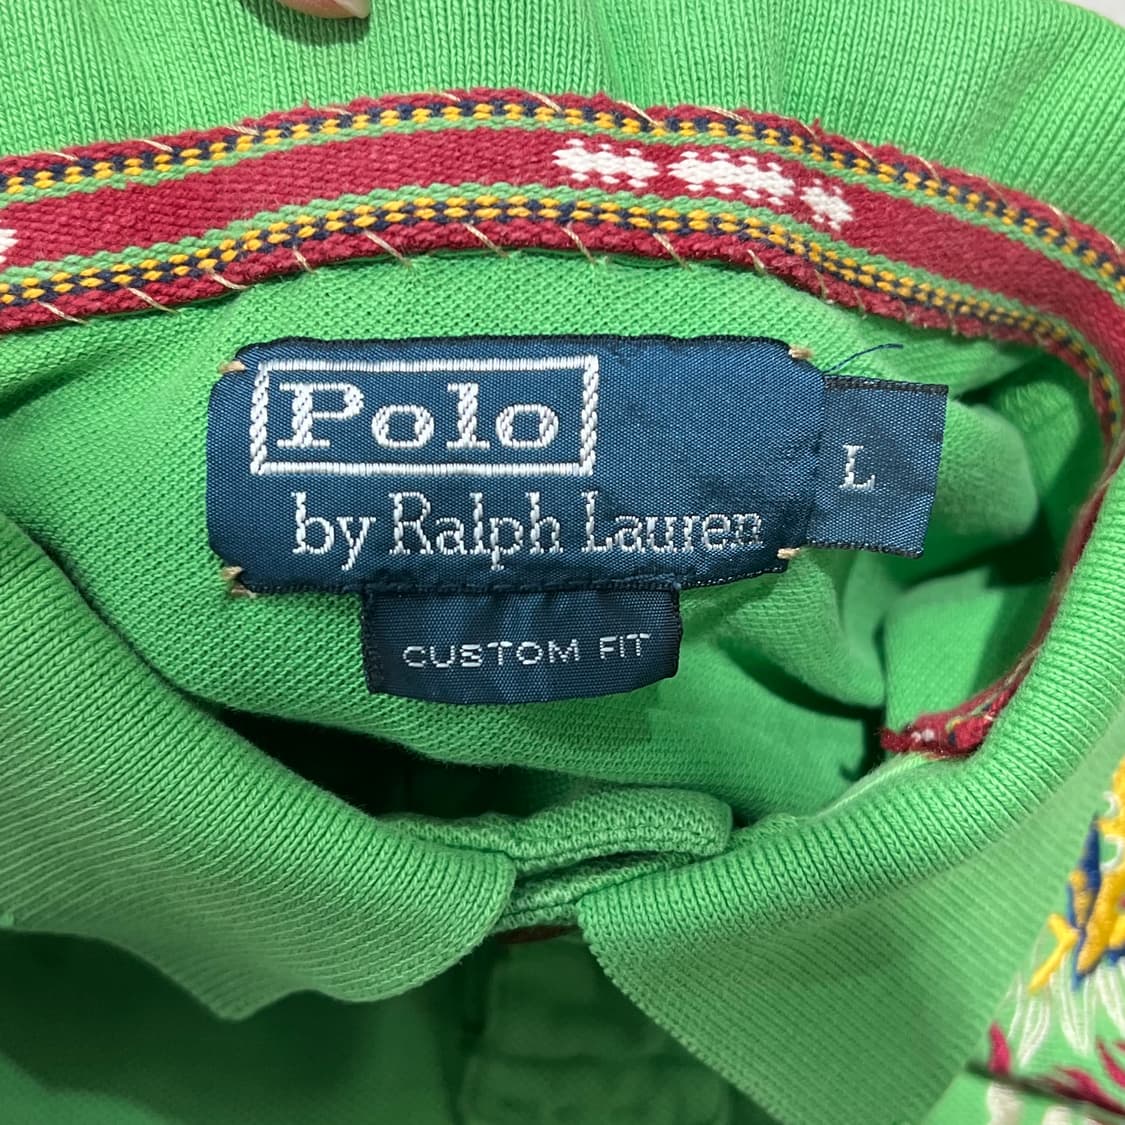 Polo
by Ralph Lauren
L
CUSTOM FIT